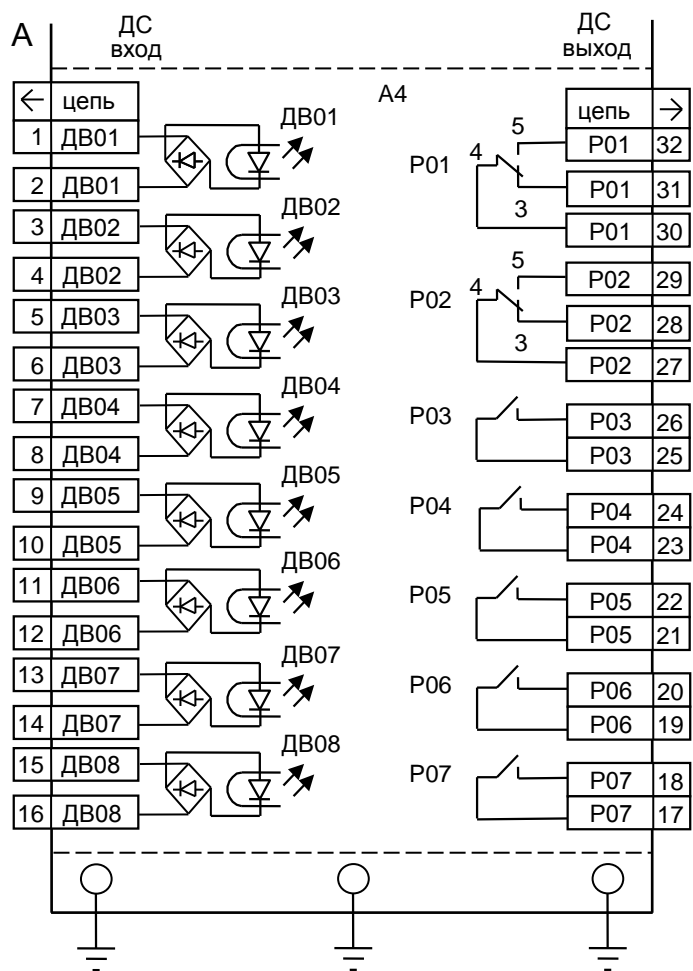 А
ДС
вход
ДС
выход
А4
← цепь
1 ДВ01
2 ДВ01
3 ДВ02
4 ДВ02
5 ДВ03
6 ДВ03
7 ДВ04
8 ДВ04
9 ДВ05
10 ДВ05
11 ДВ06
12 ДВ06
13 ДВ07
14 ДВ07
15 ДВ08
16 ДВ08
ДВ01
ДВ02
ДВ03
ДВ04
ДВ05
ДВ06
ДВ07
ДВ08
Р01
4
5
3
Р02
4
5
3
Р03
Р04
Р05
Р06
Р07
цепь →
Р01 32
Р01 31
Р01 30
Р02 29
Р02 28
Р02 27
Р03 26
Р03 25
Р04 24
Р04 23
Р05 22
Р05 21
Р06 20
Р06 19
Р07 18
Р07 17